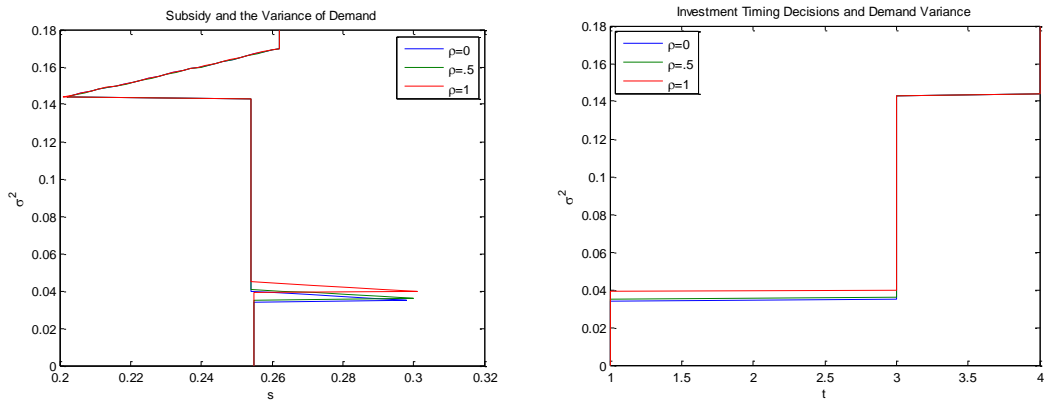 Subsidy and the Variance of Demand
0.18
0.16
0.14
0.12
0.1
0.08
0.06
0.04
0.02
0
σ²
ρ=0
ρ=.5
ρ=1
0.2 0.22 0.24 0.26 0.28 0.3 0.32
s
Investment Timing Decisions and Demand Variance
0.18
0.16
0.14
0.12
0.1
0.08
0.06
0.04
0.02
0
σ²
ρ=0
ρ=.5
ρ=1
1 1.5 2 2.5 3 3.5 4
t